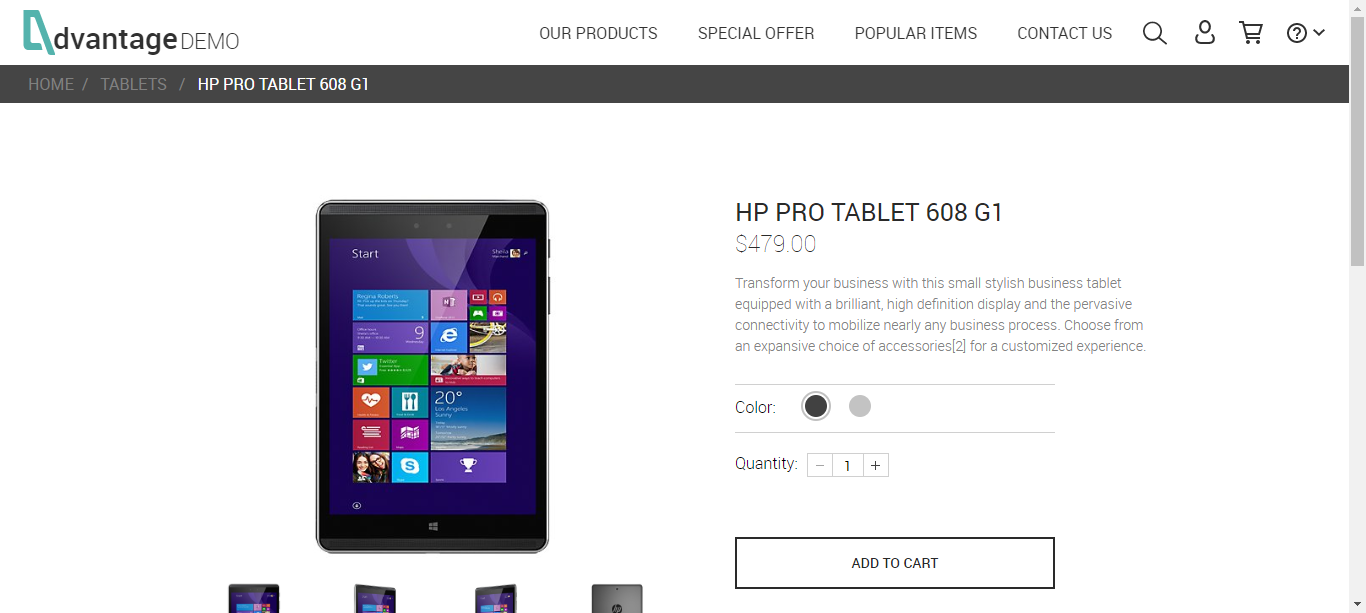 dvantage DEMO
OUR PRODUCTS SPECIAL OFFER POPULAR ITEMS CONTACT US
HOME / TABLETS / HP PRO TABLET 608 G1
HP PRO TABLET 608 G1
$479.00
Transform your business with this small stylish business tablet
equipped with a brilliant, high definition display and the pervasive
connectivity to mobilize nearly any business process. Choose from
an expansive choice of accessories[2] for a customized experience.
Color:
Quantity: − 1 +
ADD TO CART
Start
Sheila
Regina Roberts
9
Twitter
20°
Los Angeles
Sunny